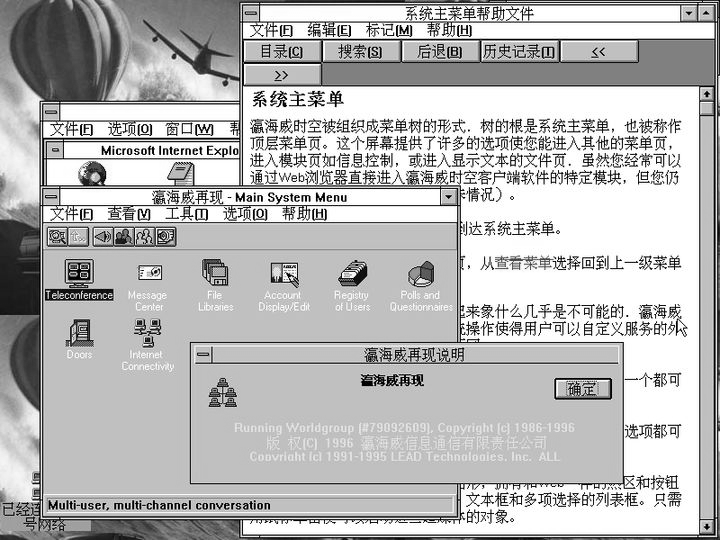 系统主菜单帮助文件
文件(F) 编辑(E) 标记(M) 帮助(H)
目录(C) 搜索(S) 后退(B) 历史记录(T) <<
>>
系统主菜单
瀛海威时空被组织成菜单树的形式．树的根是系统主菜单，也被称作
顶层菜单页。这个屏幕提供了许多的选项使您能进入其他的菜单页，
进入模块页如信息控制，或进入显示文本的文件页．虽然您经常可以
通过Web浏览器直接进入瀛海威时空客户端软件的特定模块，但您仍
情况）。
到达系统主菜单。
页，从查看菜单选择回到上一级菜单
起来象什么几乎是不可能的．瀛海威
操作使得用户可以自定义服务的外
一个都可
选项都可
的热区和按钮
文本框和多项选择的列表框。只需
的对象。
文件(F) 选项(O) 窗口(W)
Microsoft Internet Explo
瀛海威再现 - Main System Menu
文件(F) 查看(V) 工具(T) 选项(O) 帮助(H)
Teleconference
Message Center
File Libraries
Account Display/Edit
Registry of Users
Polls and Questionnaires
Doors
Internet Connectivity
Multi-user, multi-channel conversation
瀛海威再现说明
瀛海威再现
确定
Running Worldgroup (#79092609), Copyright (c) 1986-1996
版 权(C) 1996 瀛海威信息通信有限责任公司
Copyright (c) 1991-1995 LEAD Technologies, Inc. ALL
已经连
号网络